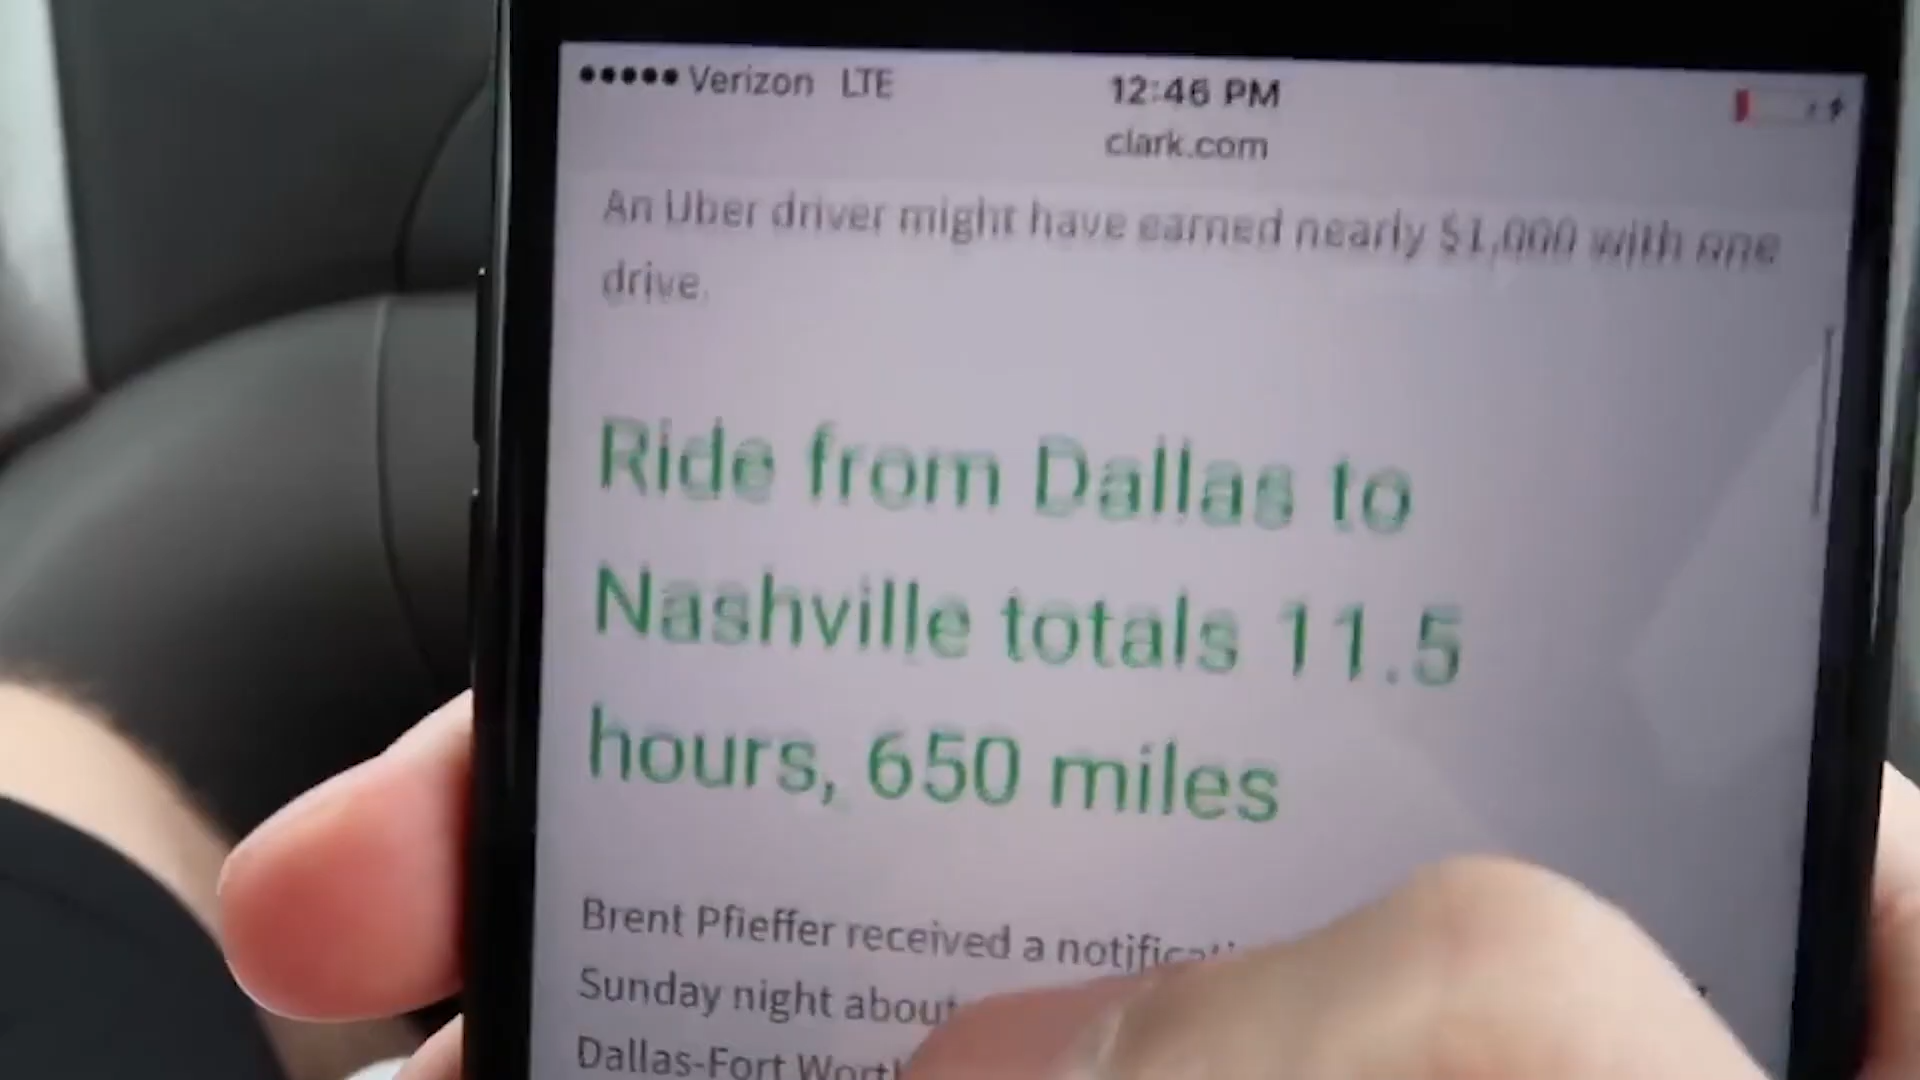 Verizon LTE
12:46 PM
clark.com
An Uber driver might have earned nearly $1,000 with one
drive.
Ride from Dallas to
Nashville totals 11.5
hours, 650 miles
Brent Pfieffer received a
Sunday night about
Dallas-Fort